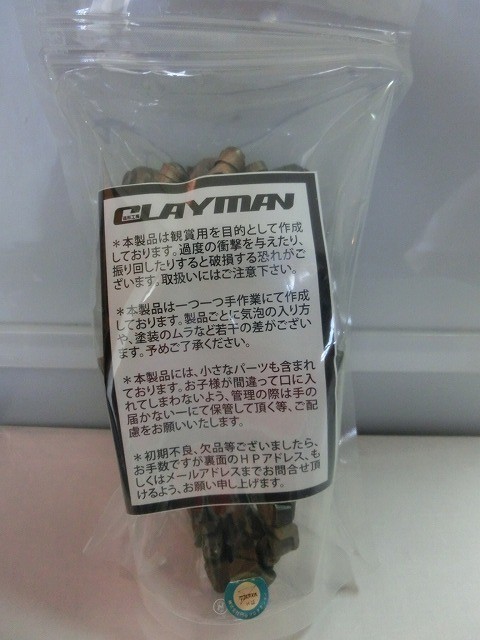 CLAYMAN
＊本製品は観賞用を目的として作成
しております。過度の衝撃を与えたり、
振り回したりすると破損する恐れがご
ざいます。取扱いにはご注意下さい。
＊本製品は一つ一つ手作業にて作成
しております。製品ごとに気泡の入り方
や、塗装のムラなど若干の差がござい
ます。予めご了承ください。
＊本製品には、小さなパーツも含まれ
ております。お子様が間違って口に入
れてしまわないよう、管理の際は手の
届かない一にて保管して頂く等、ご配
慮をお願いいたします。
＊初期不良、欠品等ございましたら、
お手数ですが裏面のHPアドレス、も
しくはメールアドレスまでお問合せ頂
けるよう、お願い申し上げます。